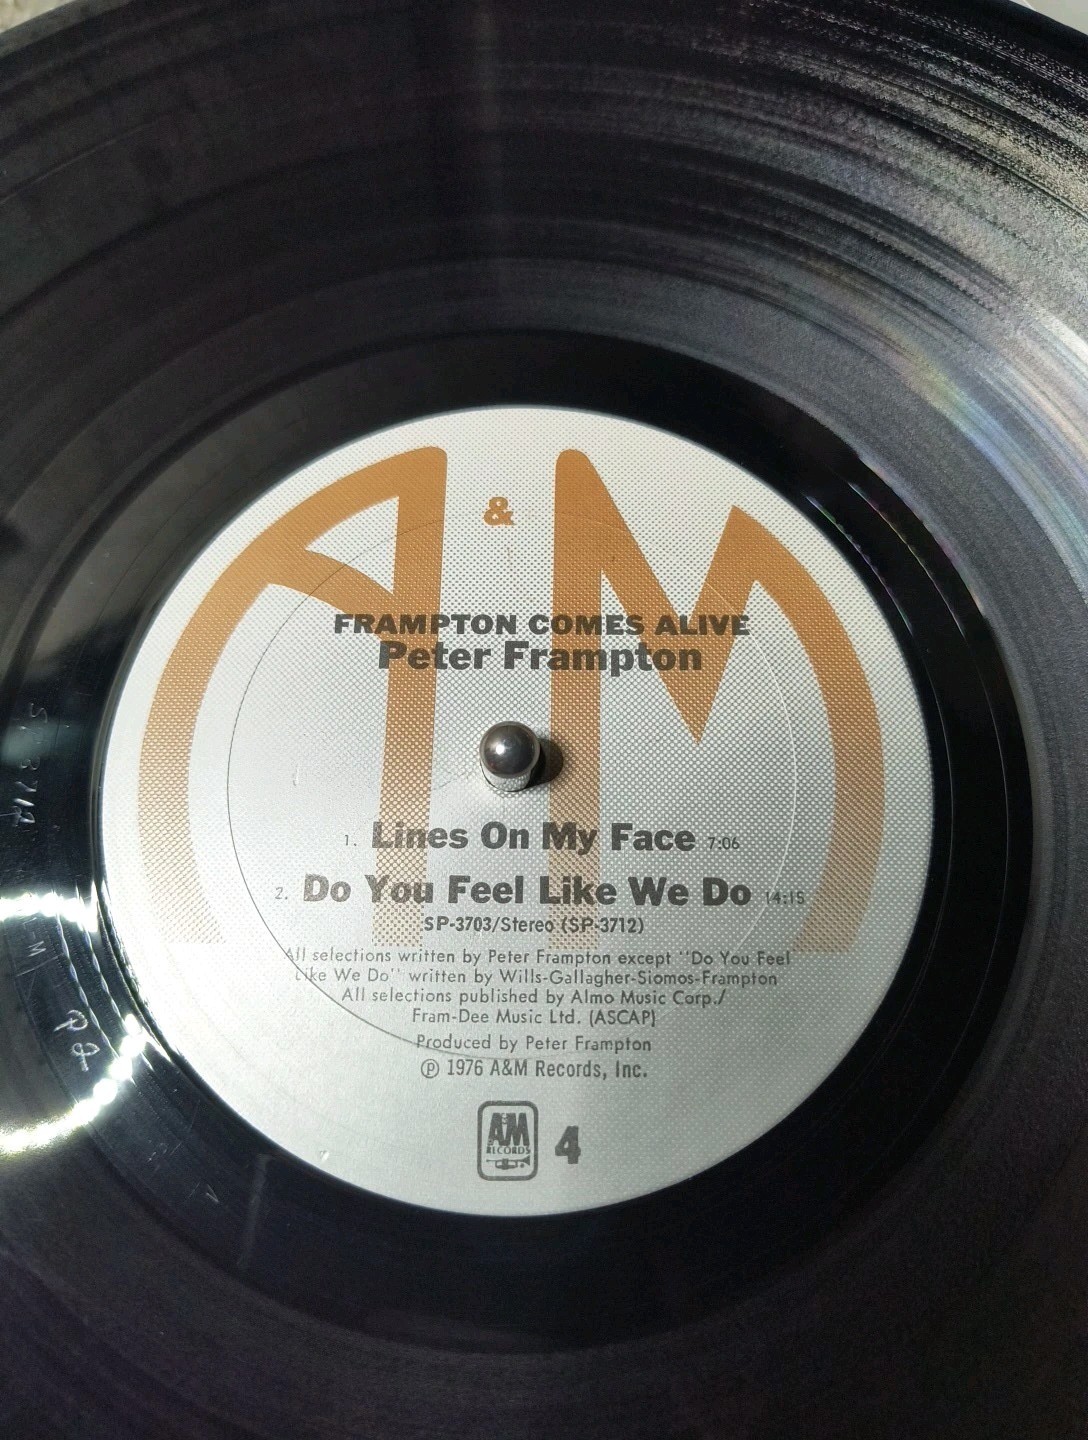 A & M
FRAMPTON COMES ALIVE
Peter Frampton
1. Lines On My Face 7:06
2. Do You Feel Like We Do 14:15
SP-3703/Stereo (SP-3712)
All selections written by Peter Frampton except "Do You Feel
Like We Do" written by Wills-Gallagher-Siomos-Frampton
All selections published by Almo Music Corp./
Fram-Dee Music Ltd. (ASCAP)
Produced by Peter Frampton
℗ 1976 A&M Records, Inc.
A&M
RECORDS
4